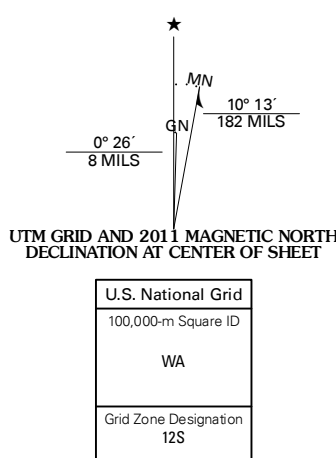 ★
MN
GN
10° 13´
182 MILS
0° 26´
8 MILS
UTM GRID AND 2011 MAGNETIC NORTH
DECLINATION AT CENTER OF SHEET
U.S. National Grid
100,000-m Square ID
WA
Grid Zone Designation
12S